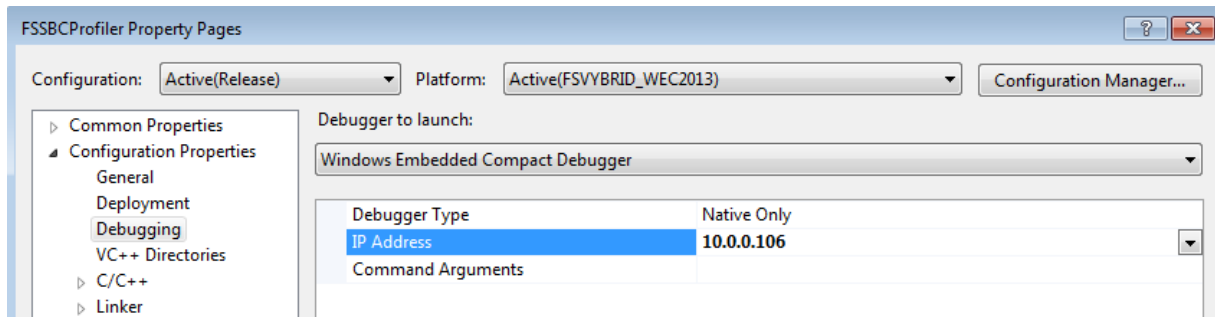 FSSBCProfiler Property Pages
Configuration: Active(Release) Platform: Active(FSVYBRID_WEC2013) Configuration Manager...
Common Properties
Configuration Properties
General
Deployment
Debugging
VC++ Directories
C/C++
Linker
Debugger to launch:
Windows Embedded Compact Debugger
Debugger Type Native Only
IP Address 10.0.0.106
Command Arguments